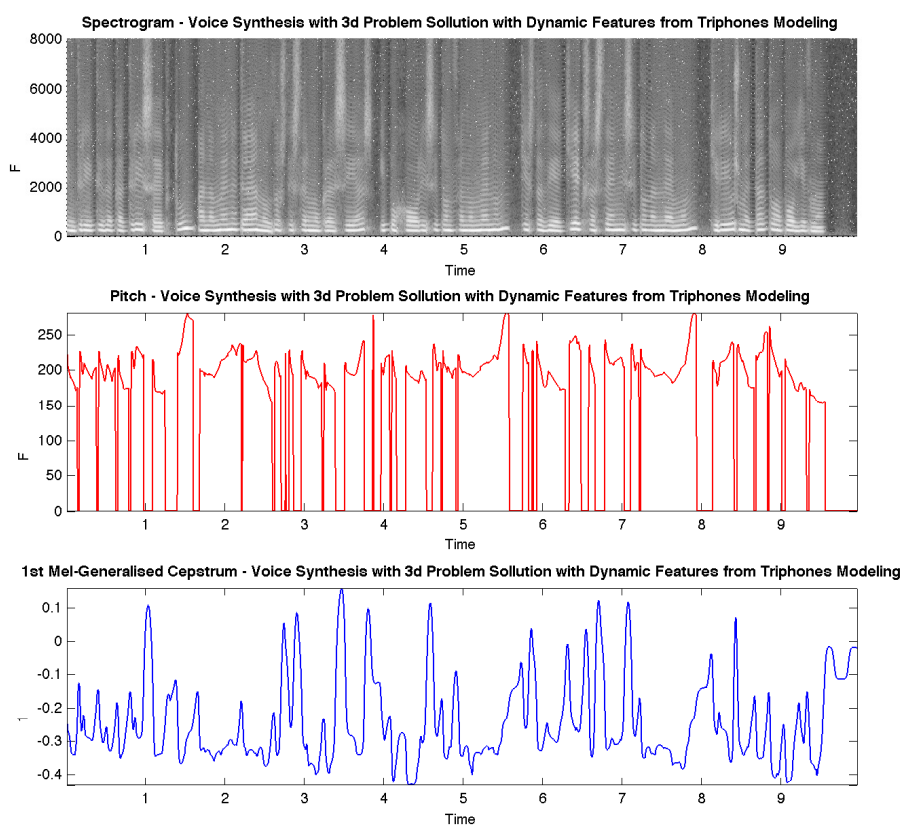 Spectrogram - Voice Synthesis with 3d Problem Sollution with Dynamic Features from Triphones Modeling
8000
6000
4000
2000
0
F
1 2 3 4 5 6 7 8 9
Time
Pitch - Voice Synthesis with 3d Problem Sollution with Dynamic Features from Triphones Modeling
250
200
150
100
50
0
F
1 2 3 4 5 6 7 8 9
Time
1st Mel-Generalised Cepstrum - Voice Synthesis with 3d Problem Sollution with Dynamic Features from Triphones Modeling
0.1
0
-0.1
-0.2
-0.3
-0.4
1
1 2 3 4 5 6 7 8 9
Time